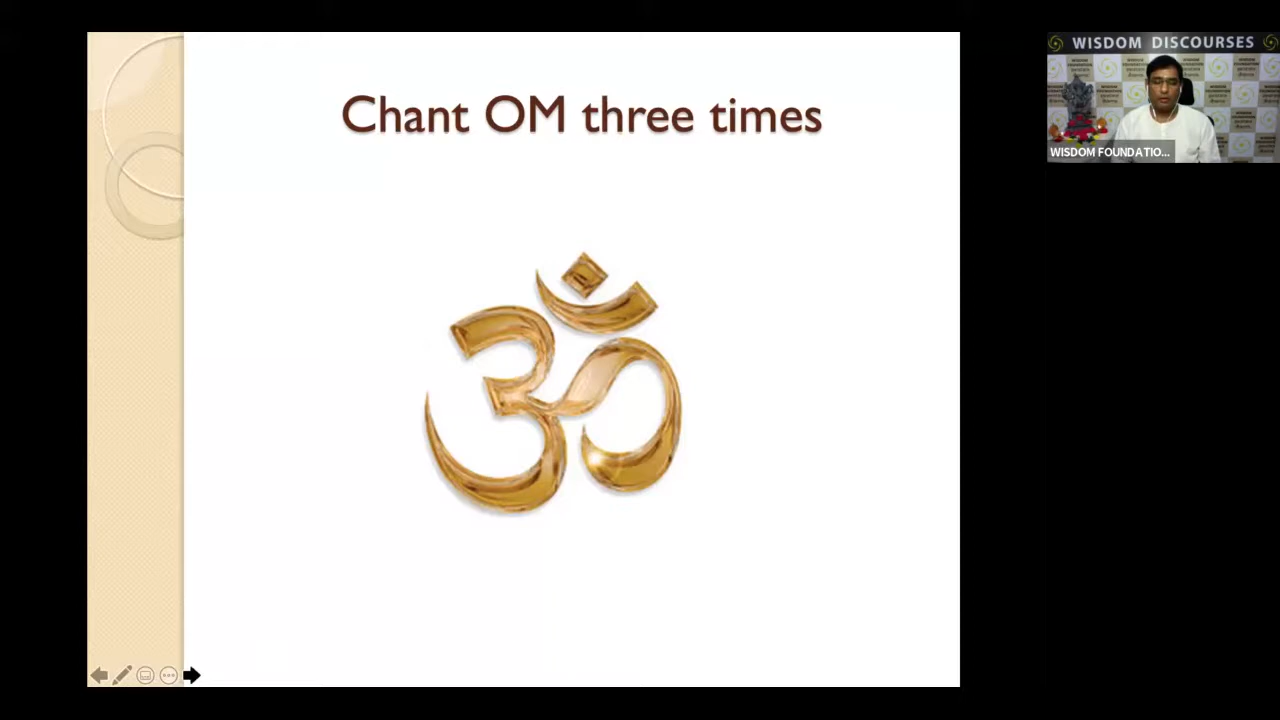 Chant OM three times
ॐ
WISDOM DISCOURSES
WISDOM FOUNDATIO...